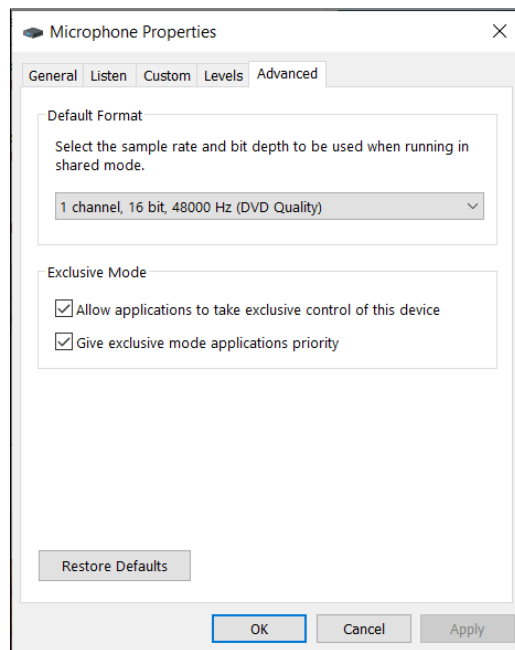 Microphone Properties
General Listen Custom Levels Advanced
Default Format
Select the sample rate and bit depth to be used when running in
shared mode.
1 channel, 16 bit, 48000 Hz (DVD Quality)
Exclusive Mode
Allow applications to take exclusive control of this device
Give exclusive mode applications priority
Restore Defaults
OK Cancel Apply